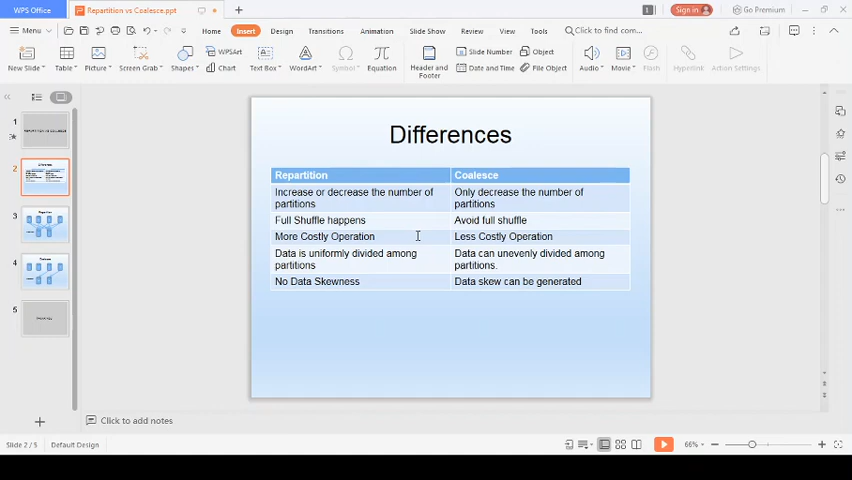 WPS Office
Repartition vs Coalesce.ppt
1
Sign in
Go Premium
Menu
Home
Insert
Design
Transitions
Animation
Slide Show
Review
View
Tools
Click to find com...
New Slide
Table
Picture
Screen Grab
Shapes
WPSArt
Chart
Text Box
WordArt
Symbol
Equation
Header and
Footer
Slide Number
Date and Time
Object
File Object
Audio
Movie
Flash
Hyperlink
Action Settings
1
2
3
4
5
Differences
Repartition
Coalesce
Increase or decrease the number of
partitions
Only decrease the number of
partitions
Full Shuffle happens
Avoid full shuffle
More Costly Operation
Less Costly Operation
Data is uniformly divided among
partitions
Data can unevenly divided among
partitions.
No Data Skewness
Data skew can be generated
Click to add notes
Slide 2 / 5
Default Design
66%